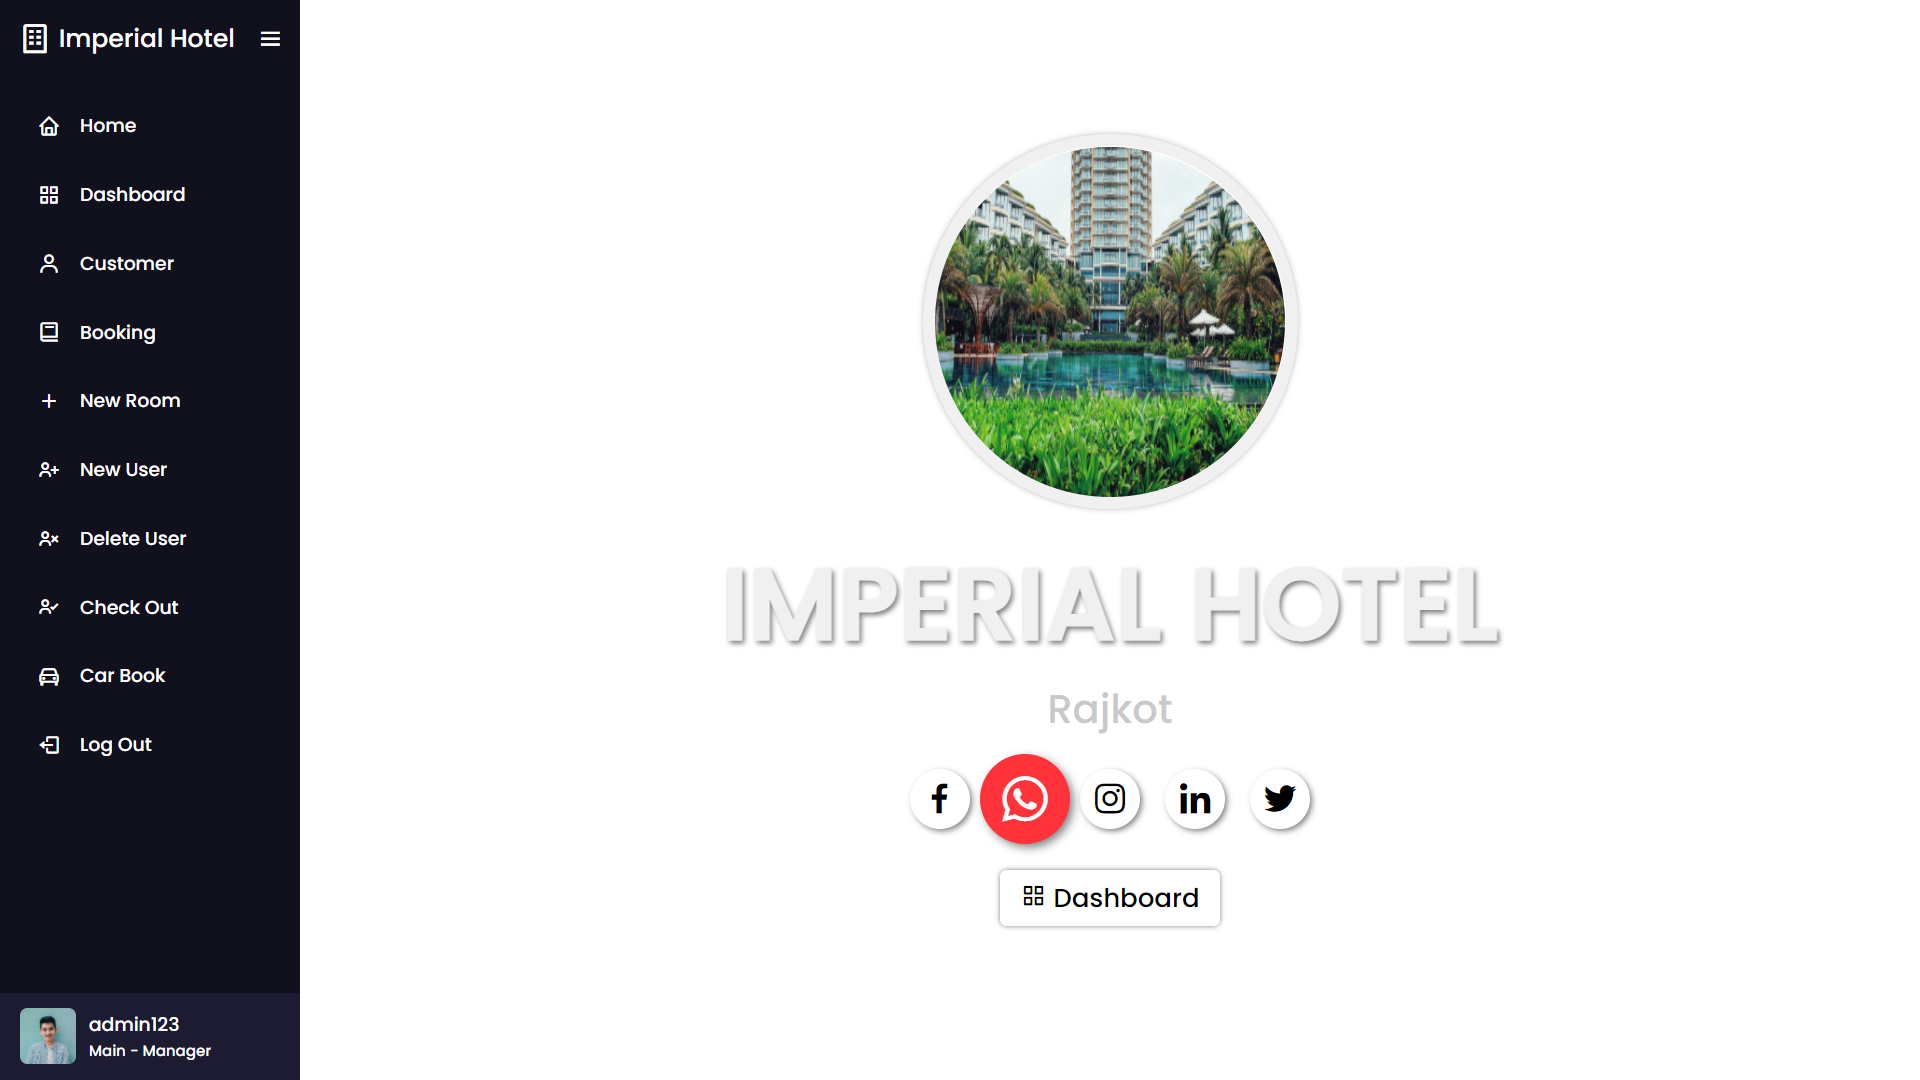 Imperial Hotel
Home
Dashboard
Customer
Booking
New Room
New User
Delete User
Check Out
Car Book
Log Out
admin123
Main - Manager
IMPERIAL HOTEL
Rajkot
Dashboard